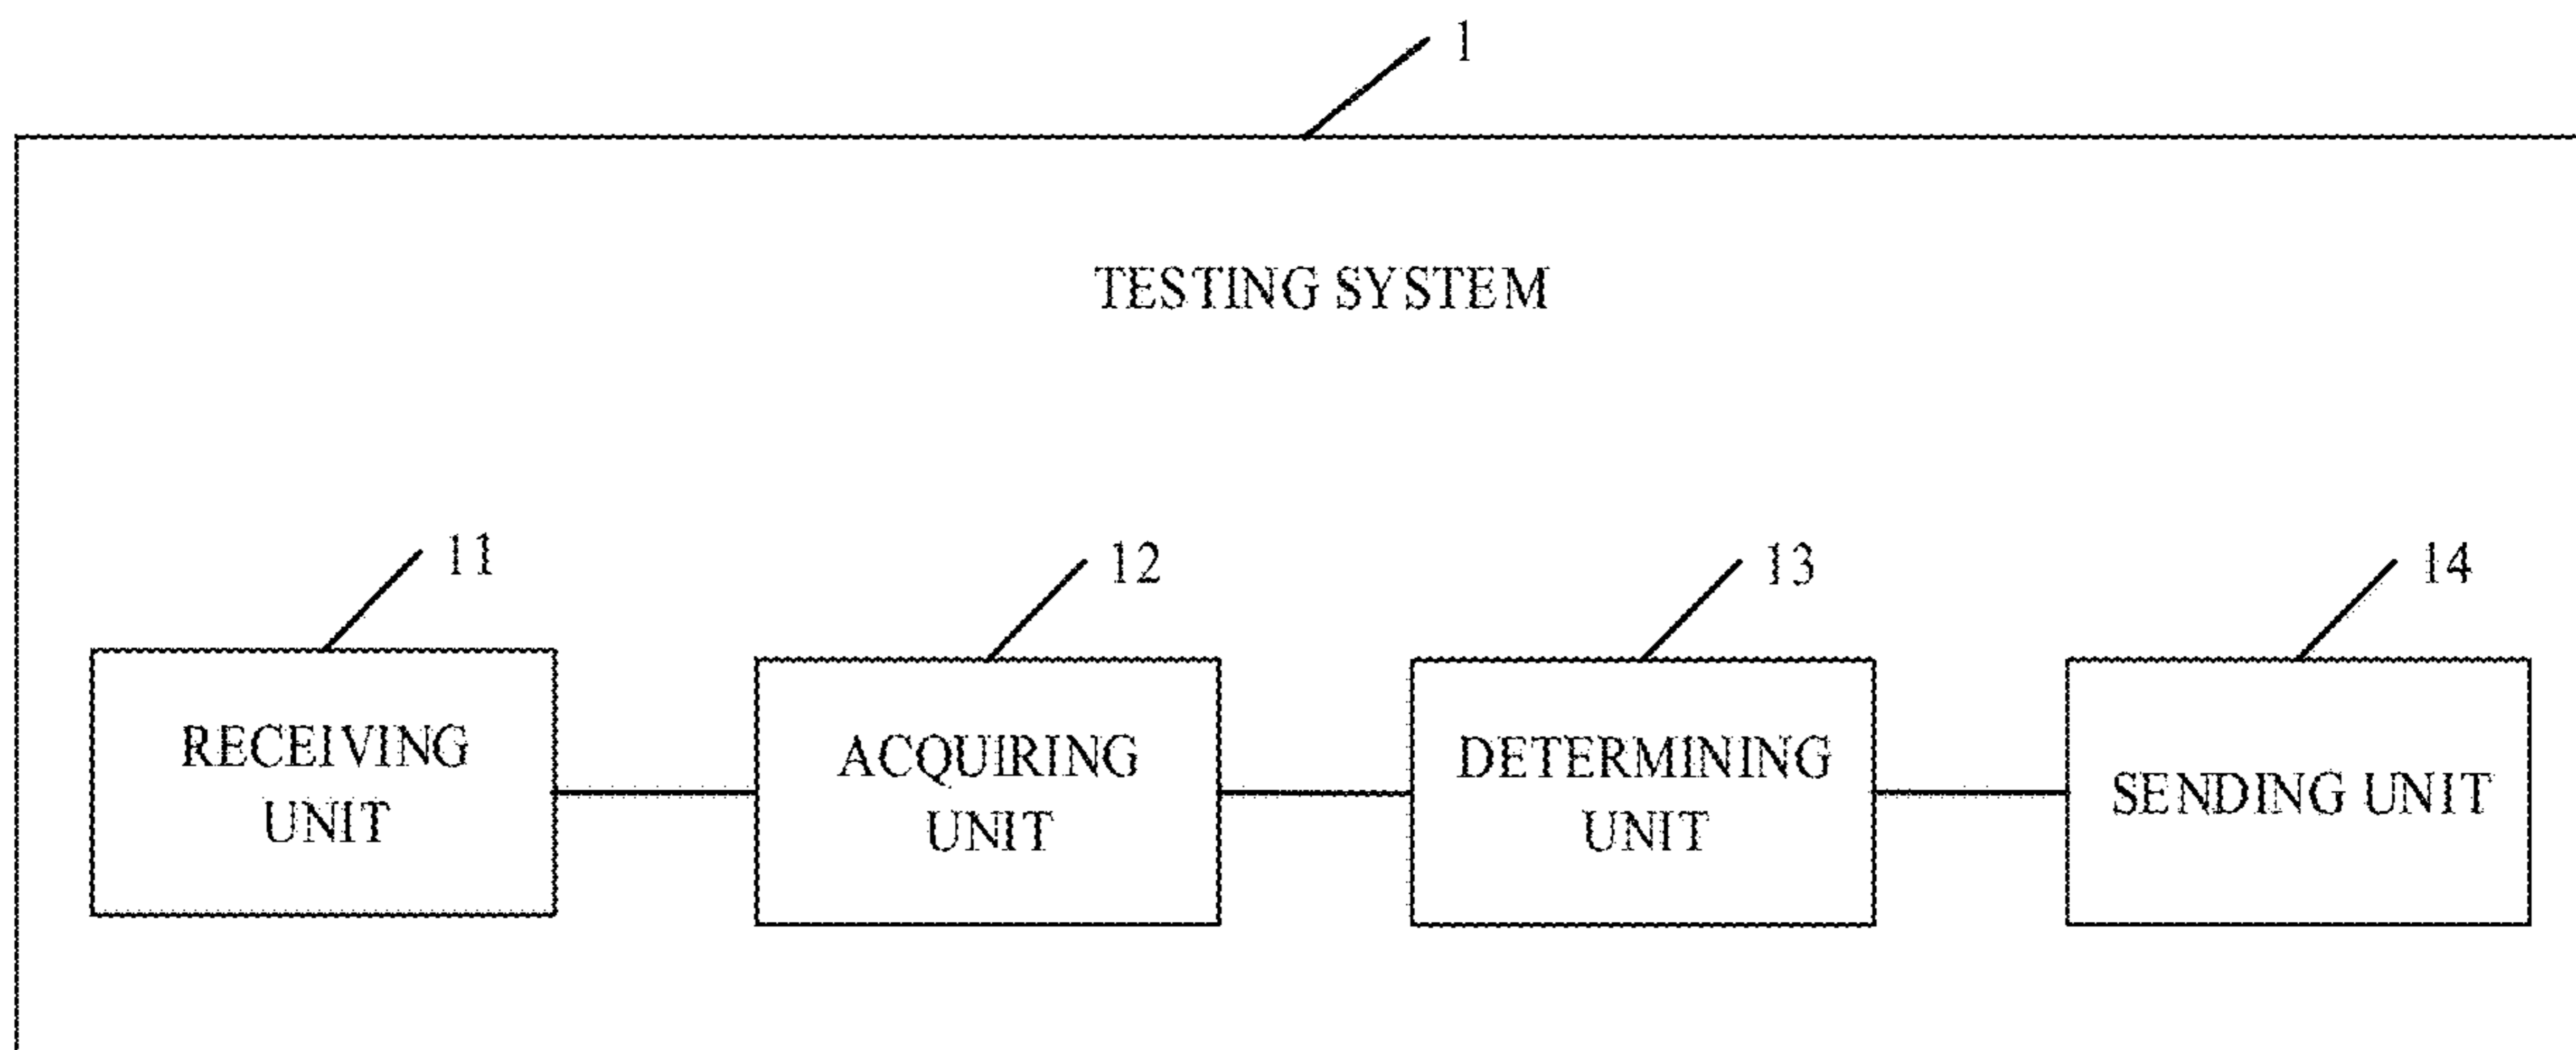 1
TESTING SYSTEM
11
12
13
14
RECEIVING
UNIT
ACQUIRING
UNIT
DETERMINING
UNIT
SENDING UNIT